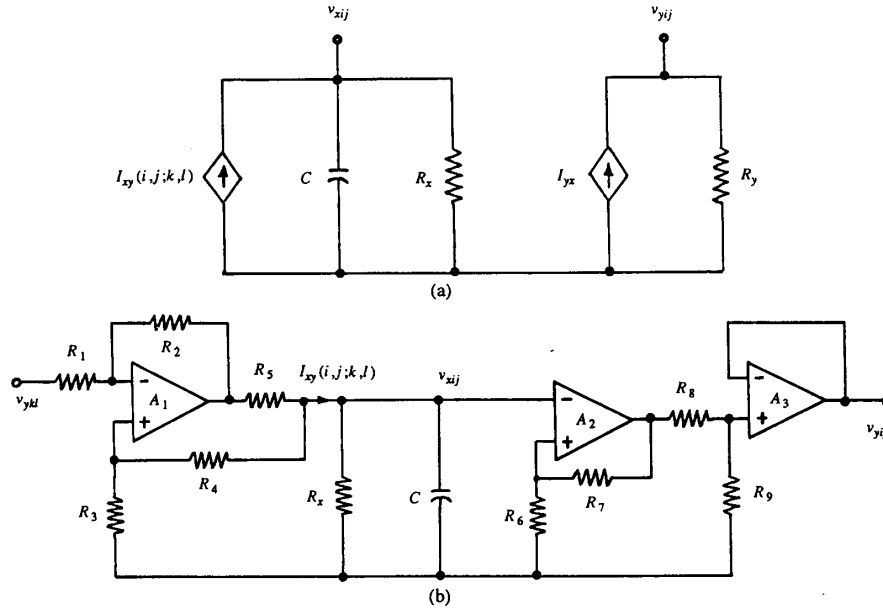 v_xij
v_yij
I_xy(i,j;k,l)
C
R_x
I_yx
R_y
(a)
R_1
R_2
R_5
I_xy(i,j;k,l)
v_xij
R_8
v_ykl
-
+
A_1
-
+
A_2
-
+
A_3
v_yi
R_3
R_4
R_x
C
R_6
R_7
R_9
(b)